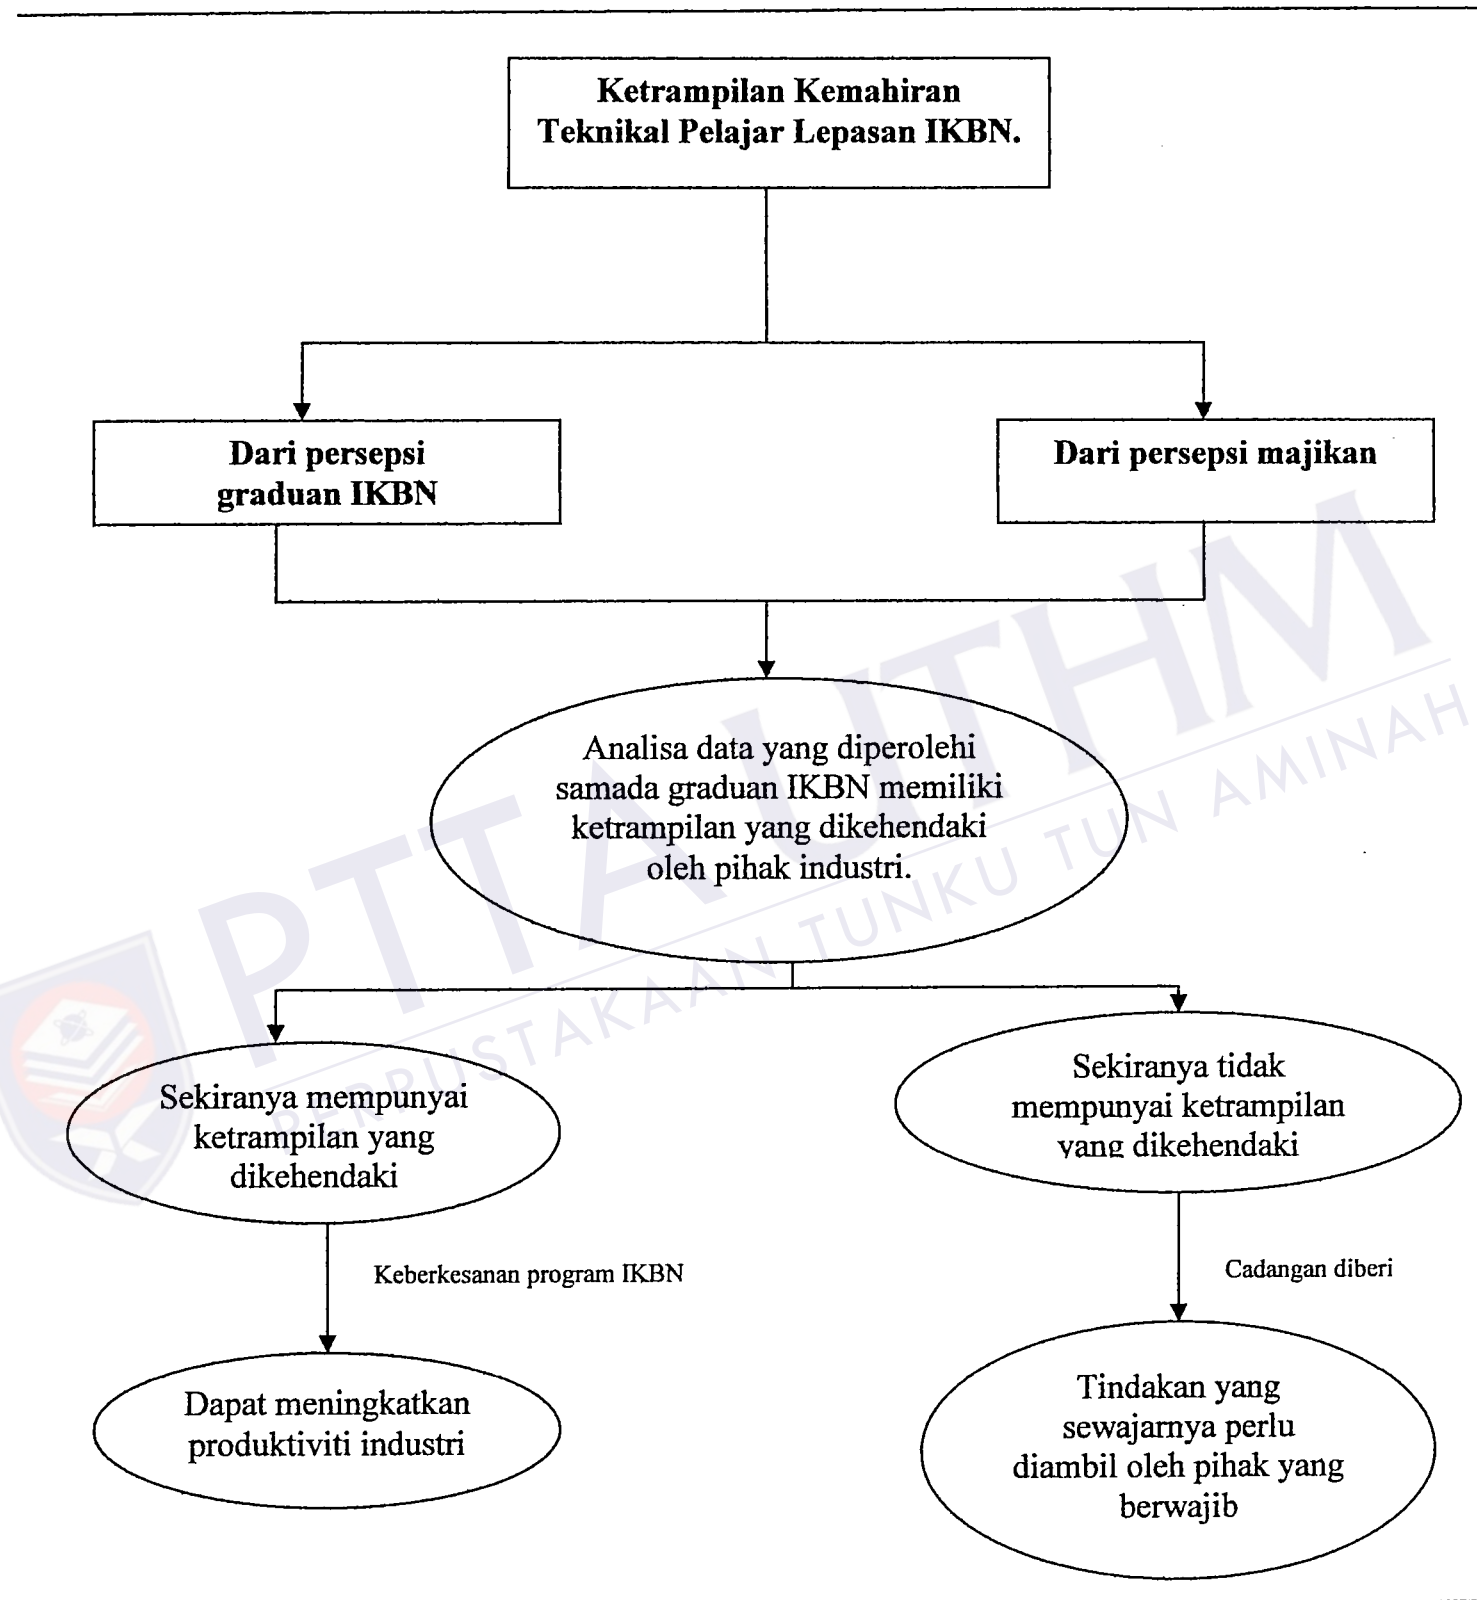 Ketrampilan Kemahiran
Teknikal Pelajar Lepasan IKBN.
Dari persepsi
graduan IKBN
Dari persepsi majikan
Analisa data yang diperolehi
samada graduan IKBN memiliki
ketrampilan yang dikehendaki
oleh pihak industri.
Sekiranya mempunyai
ketrampilan yang
dikehendaki
Sekiranya tidak
mempunyai ketrampilan
yang dikehendaki
Keberkesanan program IKBN
Cadangan diberi
Dapat meningkatkan
produktiviti industri
Tindakan yang
sewajarnya perlu
diambil oleh pihak yang
berwajib
PTTA UTHM
PERPUSTAKAAN TUNKU TUN AMINAH